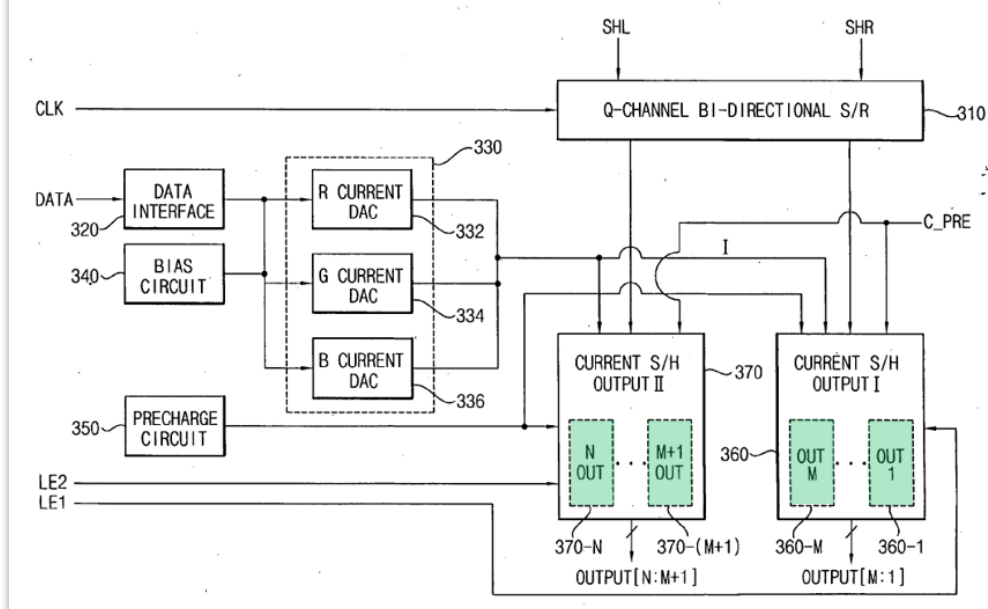 SHL
SHR
CLK
Q-CHANNEL BI-DIRECTIONAL S/R
310
330
DATA
DATA
INTERFACE
320
R CURRENT
DAC
332
C_PRE
I
340
BIAS
CIRCUIT
G CURRENT
DAC
334
B CURRENT
DAC
336
CURRENT S/H
OUTPUT II
370
CURRENT S/H
OUTPUT I
360
350
PRECHARGE
CIRCUIT
N
OUT
...
M+1
OUT
OUT
M
...
OUT
1
LE2
LE1
370-N
370-(M+1)
360-M
360-1
OUTPUT[N:M+1]
OUTPUT[M:1]